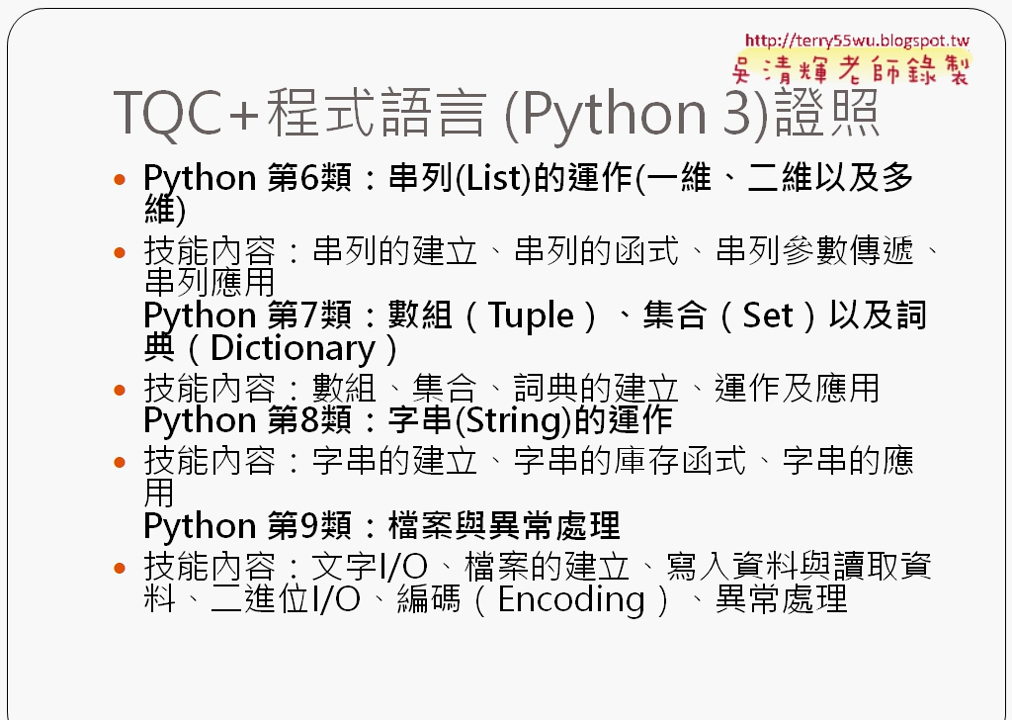 http://terry55wu.blogspot.tw
吳清輝老師錄製
TQC+程式語言 (Python 3)證照
• Python 第6類：串列(List)的運作(一維、二維以及多
維)
• 技能內容：串列的建立、串列的函式、串列參數傳遞、
串列應用
Python 第7類：數組（Tuple）、集合（Set）以及詞
典（Dictionary）
• 技能內容：數組、集合、詞典的建立、運作及應用
Python 第8類：字串(String)的運作
• 技能內容：字串的建立、字串的庫存函式、字串的應
用
Python 第9類：檔案與異常處理
• 技能內容：文字I/O、檔案的建立、寫入資料與讀取資
料、二進位I/O、編碼（Encoding）、異常處理